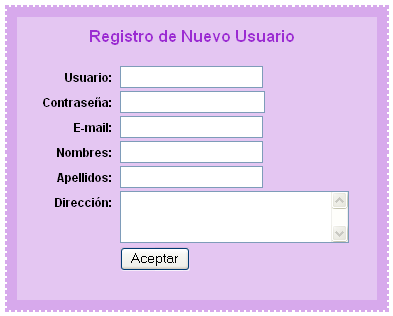 Registro de Nuevo Usuario
Usuario:
Contraseña:
E-mail:
Nombres:
Apellidos:
Dirección:
Aceptar